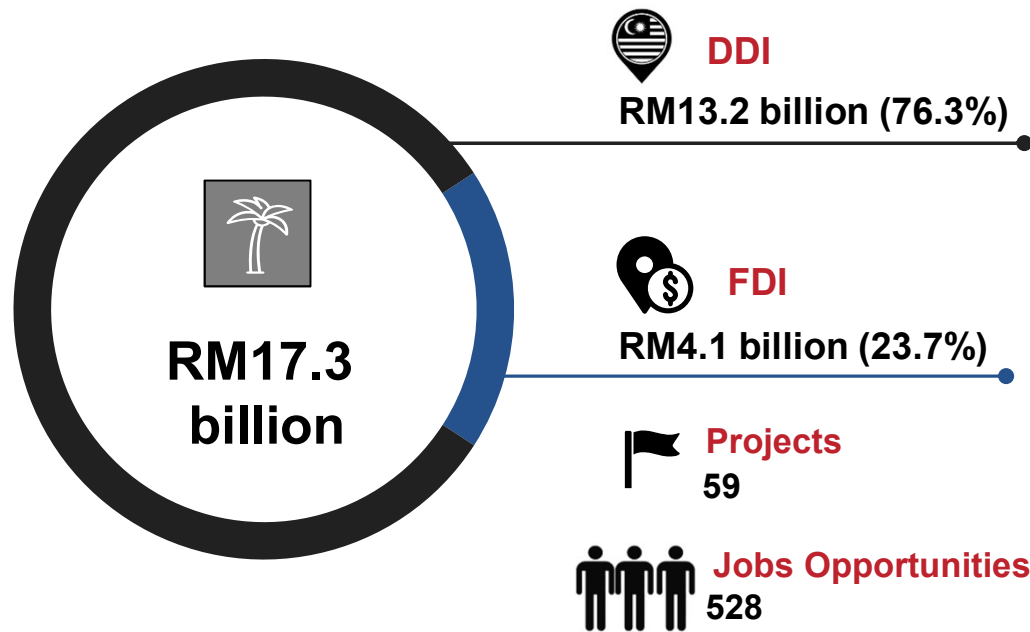 RM17.3
billion
DDI
RM13.2 billion (76.3%)
FDI
RM4.1 billion (23.7%)
Projects
59
Jobs Opportunities
528
$